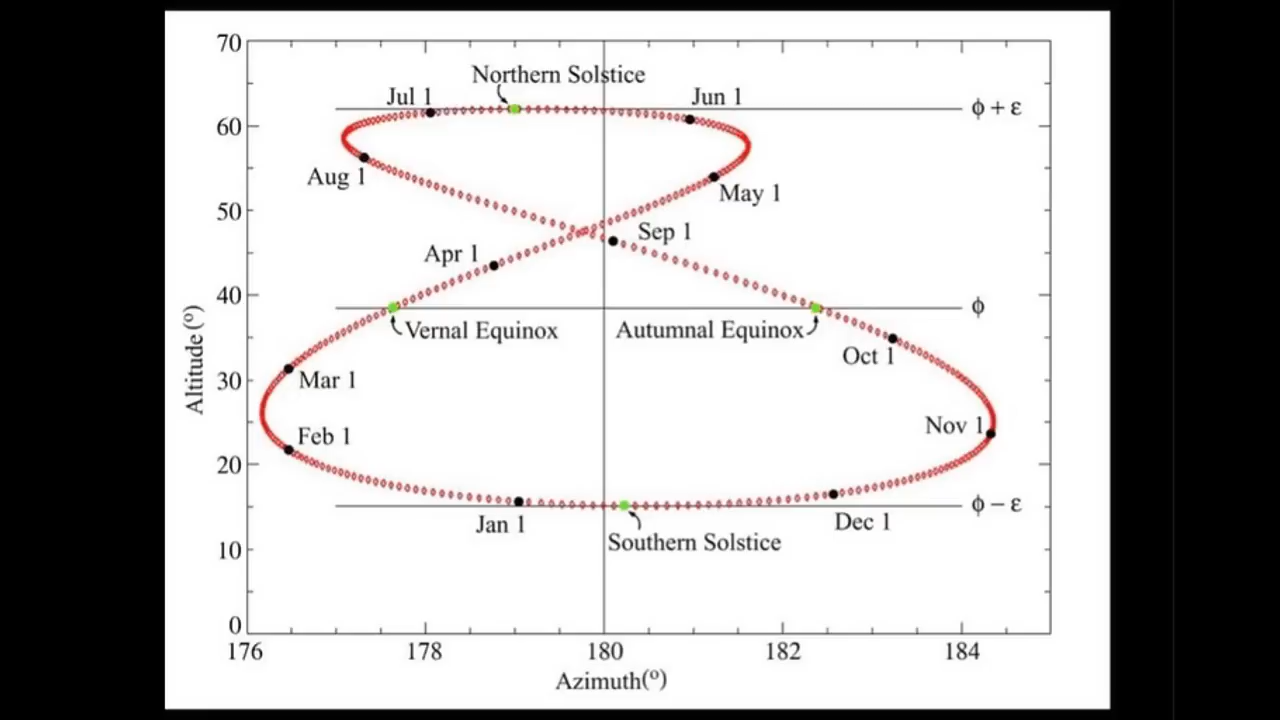 70
Northern Solstice
Jul 1
Jun 1
ϕ + ε
60
Aug 1
May 1
50
Sep 1
Apr 1
40
ϕ
Vernal Equinox
Autumnal Equinox
Altitude(º)
Oct 1
30
Mar 1
Nov 1
Feb 1
20
ϕ − ε
Jan 1
Dec 1
Southern Solstice
10
0
176
178
180
182
184
Azimuth(º)